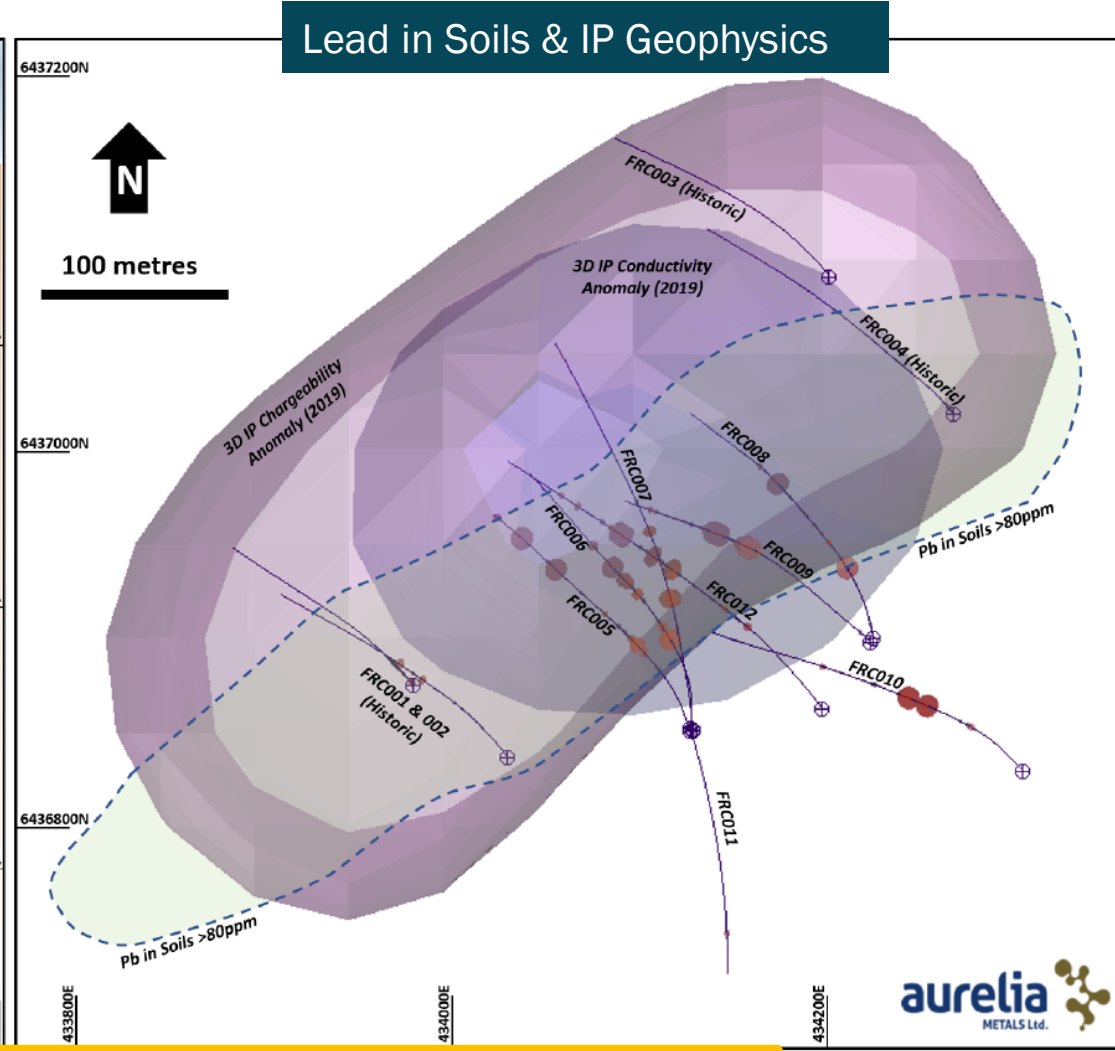 Lead in Soils & IP Geophysics
6437200N
N
FRC003 (Historic)
100 metres
3D IP Conductivity
Anomaly (2019)
FRC004 (Historic)
3D IP Chargeability
Anomaly (2019)
6437000N
FRC008
FRC007
FRC006
Pb in Soils >80ppm
FRC009
FRC012
FRC005
FRC010
FRC001 & 002
(Historic)
6436800N
FRC011
Pb in Soils >80ppm
433800E
434000E
434200E
aurelia
METALS Ltd.